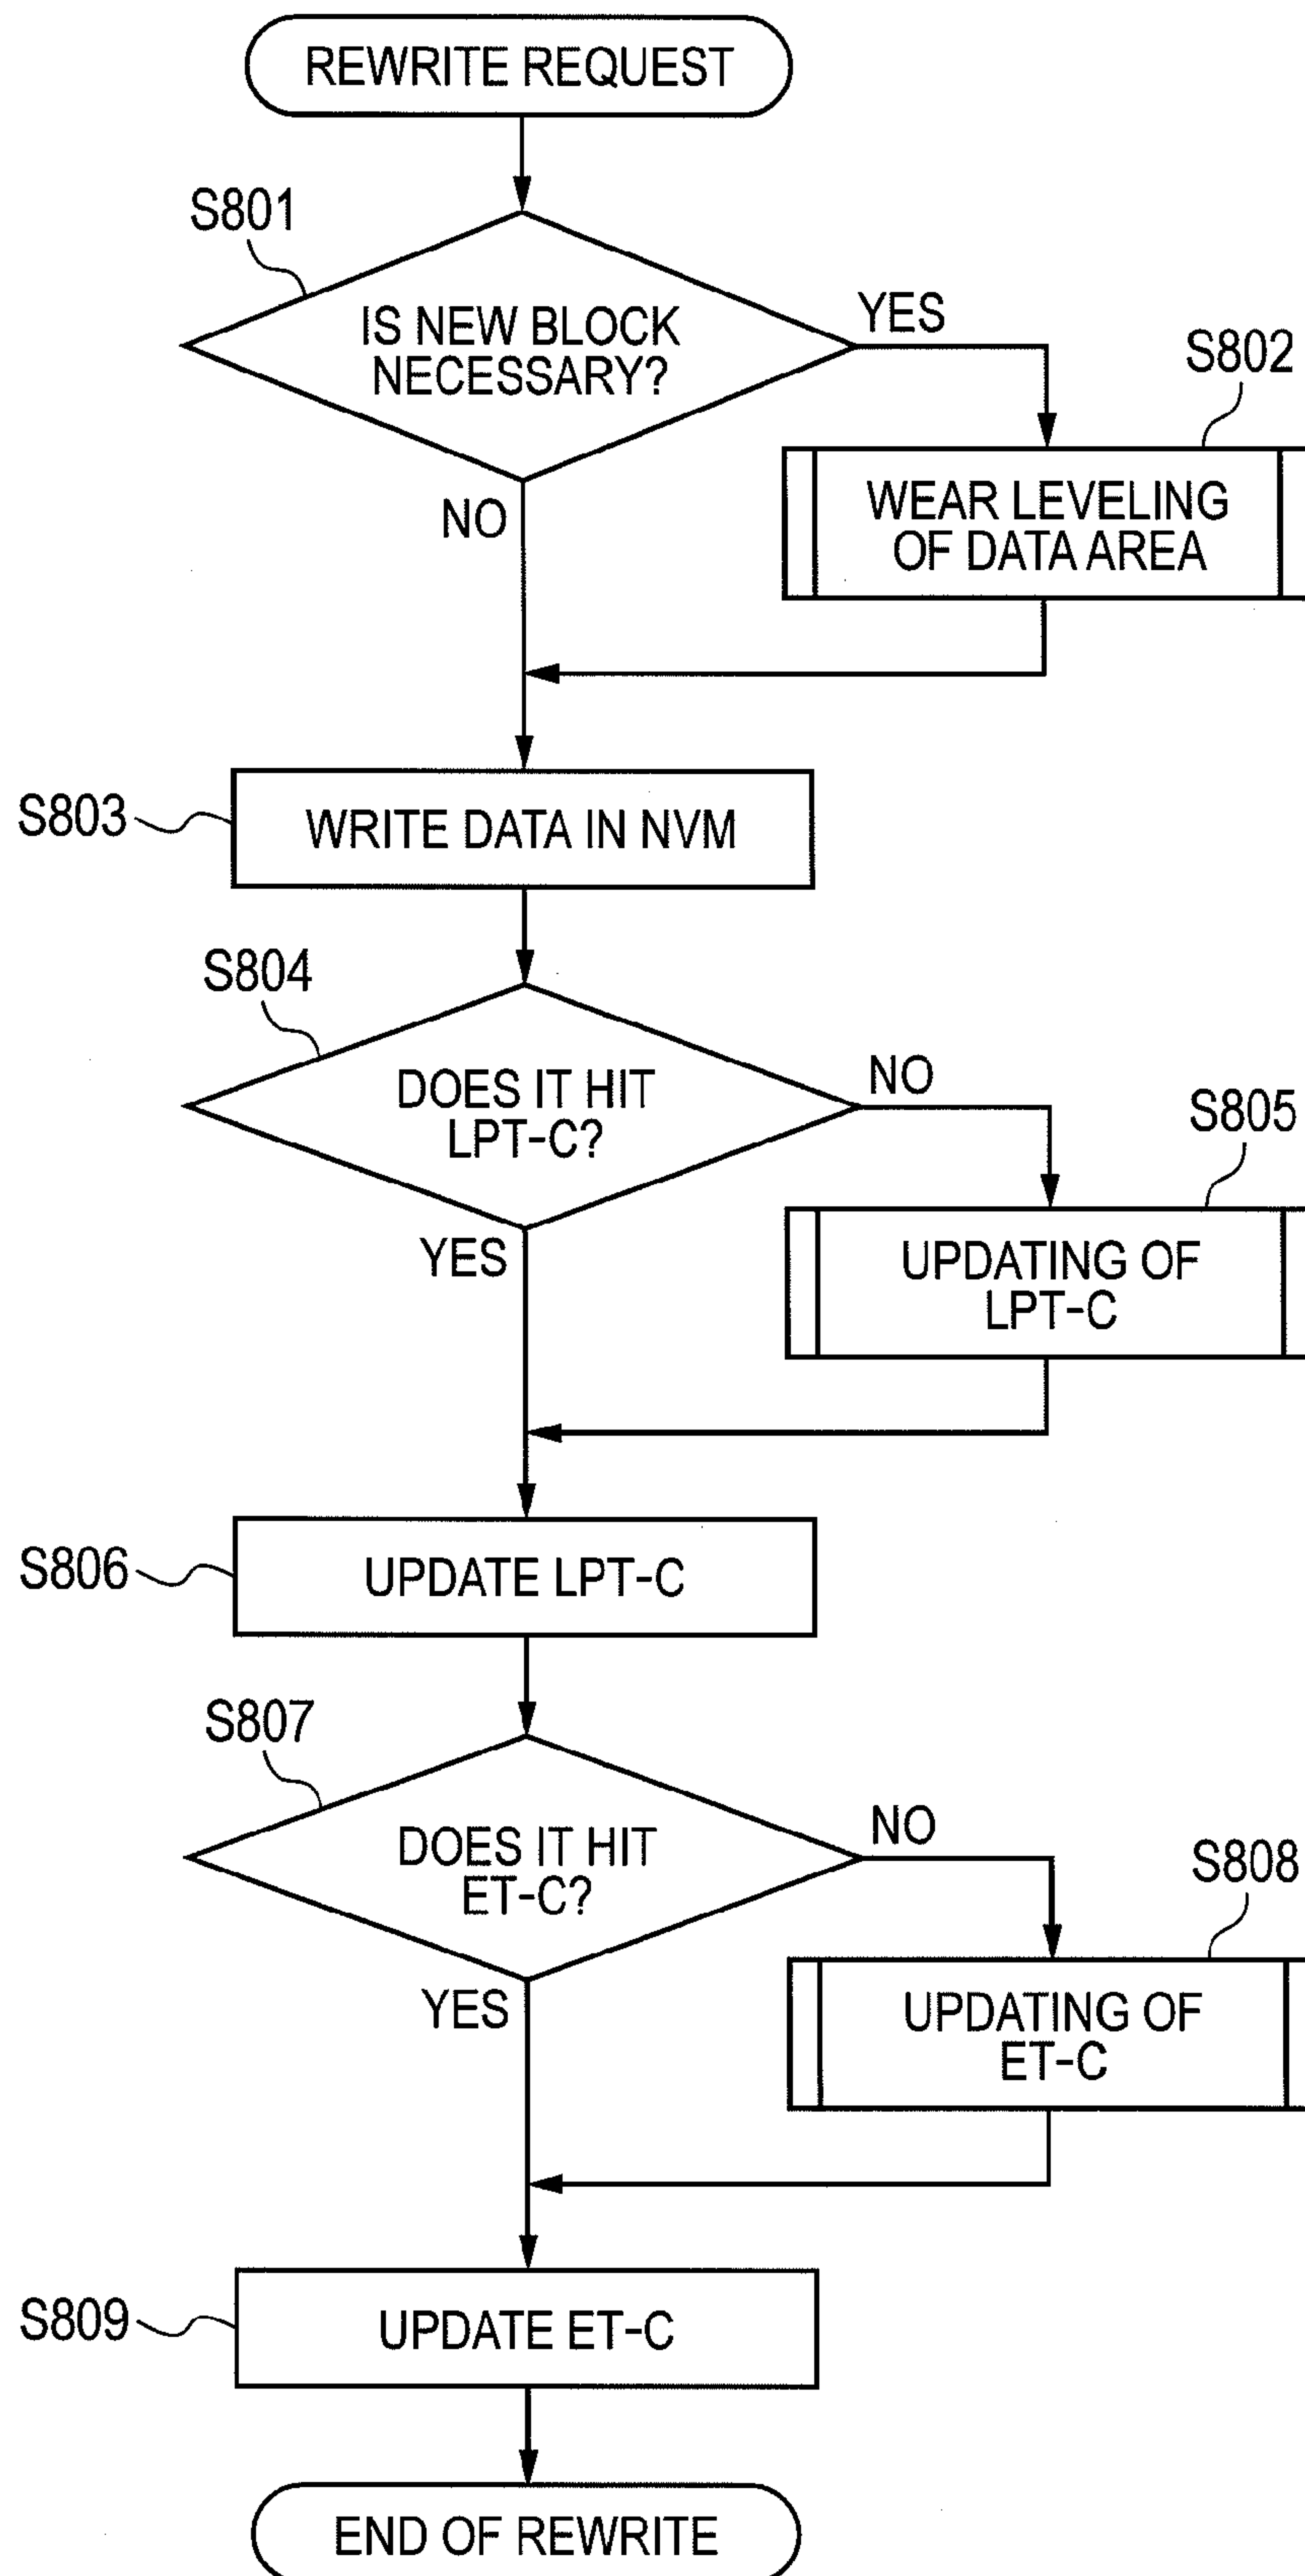 REWRITE REQUEST
S801
IS NEW BLOCK
NECESSARY?
YES
NO
S802
WEAR LEVELING
OF DATA AREA
S803
WRITE DATA IN NVM
S804
DOES IT HIT
LPT-C?
NO
YES
S805
UPDATING OF
LPT-C
S806
UPDATE LPT-C
S807
DOES IT HIT
ET-C?
NO
YES
S808
UPDATING OF
ET-C
S809
UPDATE ET-C
END OF REWRITE